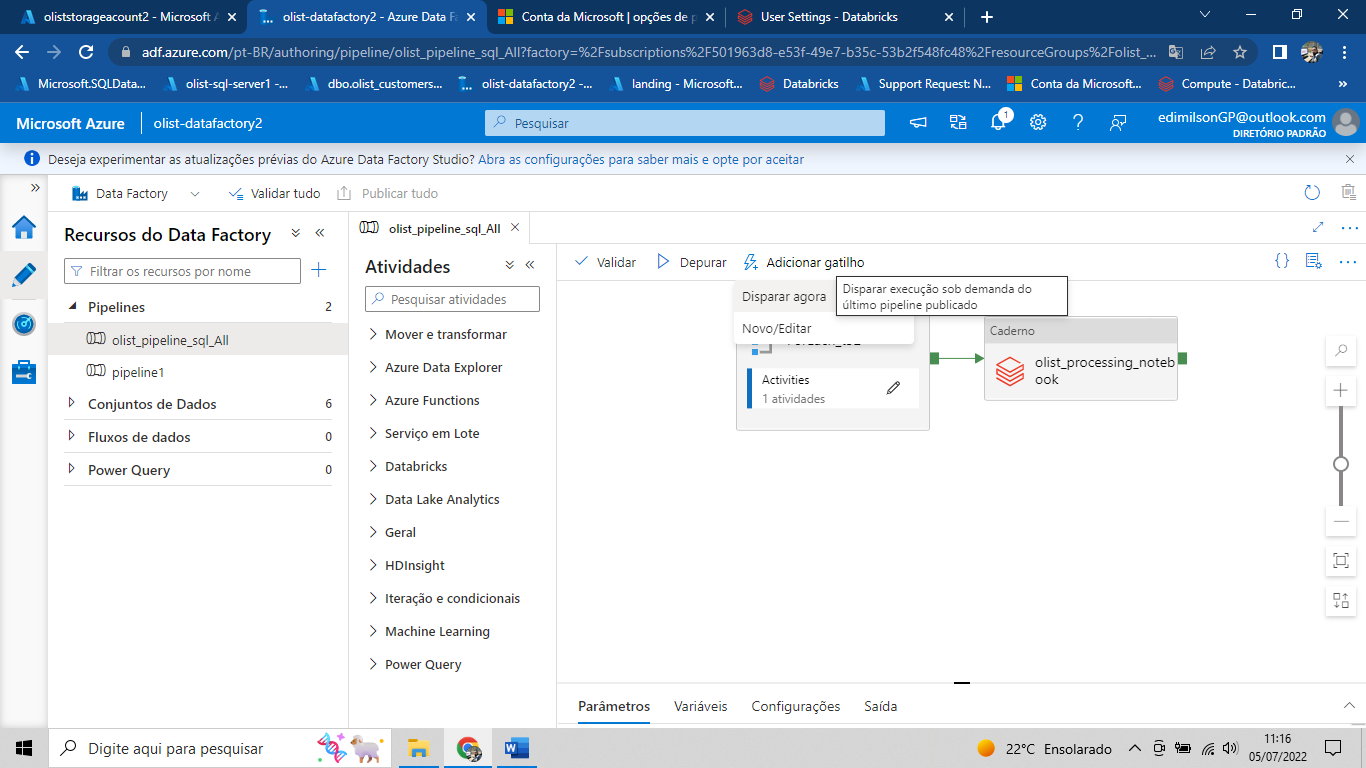 oliststorageacount2 - Microsoft A
olist-datafactory2 - Azure Data Fa
Conta da Microsoft | opções de p
User Settings - Databricks
adf.azure.com/pt-BR/authoring/pipeline/olist_pipeline_sql_All?factory=%2Fsubscriptions%2F501963d8-e53f-49e7-b35c-53b2f548fc48%2FresourceGroups%2Folist_...
Microsoft.SQLData...
olist-sql-server1 -...
dbo.olist_customers...
olist-datafactory2 -...
landing - Microsoft...
Databricks
Support Request: N...
Conta da Microsoft...
Compute - Databric...
Microsoft Azure
olist-datafactory2
Pesquisar
1
edimilsonGP@outlook.com
DIRETÓRIO PADRÃO
Deseja experimentar as atualizações prévias do Azure Data Factory Studio? Abra as configurações para saber mais e opte por aceitar
Data Factory
Validar tudo
Publicar tudo
Recursos do Data Factory
Filtrar os recursos por nome
Pipelines 2
olist_pipeline_sql_All
pipeline1
Conjuntos de Dados 6
Fluxos de dados 0
Power Query 0
olist_pipeline_sql_All
Atividades
Pesquisar atividades
Mover e transformar
Azure Data Explorer
Azure Functions
Serviço em Lote
Databricks
Data Lake Analytics
Geral
HDInsight
Iteração e condicionais
Machine Learning
Power Query
Validar
Depurar
Adicionar gatilho
Disparar agora
Novo/Editar
Disparar execução sob demanda do
último pipeline publicado
Activities
1 atividades
Caderno
olist_processing_noteb
ook
Parâmetros
Variáveis
Configurações
Saída
Digite aqui para pesquisar
22°C Ensolarado
11:16
05/07/2022